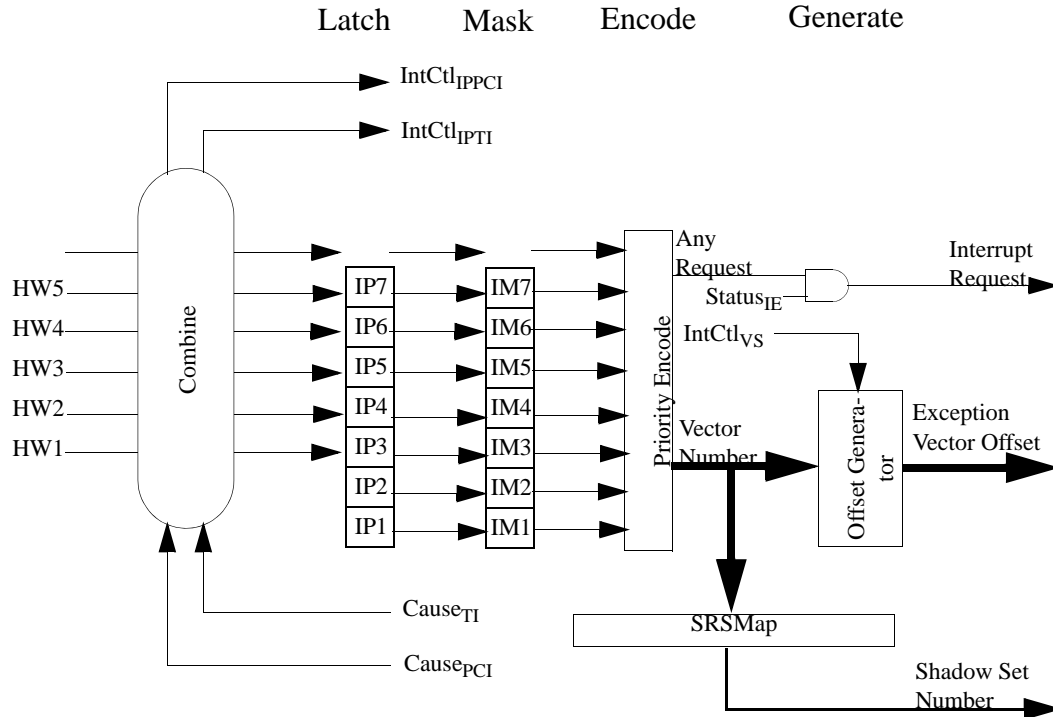 Latch
Mask
Encode
Generate
IntCtlIPPCI
IntCtlIPTI
Combine
HW5
HW4
HW3
HW2
HW1
IP7
IP6
IP5
IP4
IP3
IP2
IP1
IM7
IM6
IM5
IM4
IM3
IM2
IM1
Priority Encode
Any
Request
StatusIE
Interrupt
Request
IntCtlVS
Vector
Number
Offset Genera-
tor
Exception
Vector Offset
CauseTI
CausePCI
SRSMap
Shadow Set
Number